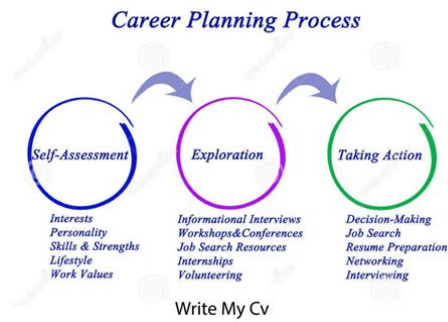 Career Planning Process
Self-Assessment
Exploration
Taking Action
Interests
Personality
Skills & Strengths
Lifestyle
Work Values
Informational Interviews
Workshops&Conferences
Job Search Resources
Internships
Volunteering
Decision-Making
Job Search
Resume Preparation
Networking
Interviewing
Write My Cv